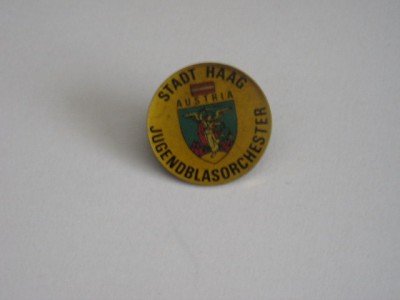 STADT HAAG
AUSTRIA
JUGENDBLASORCHESTER